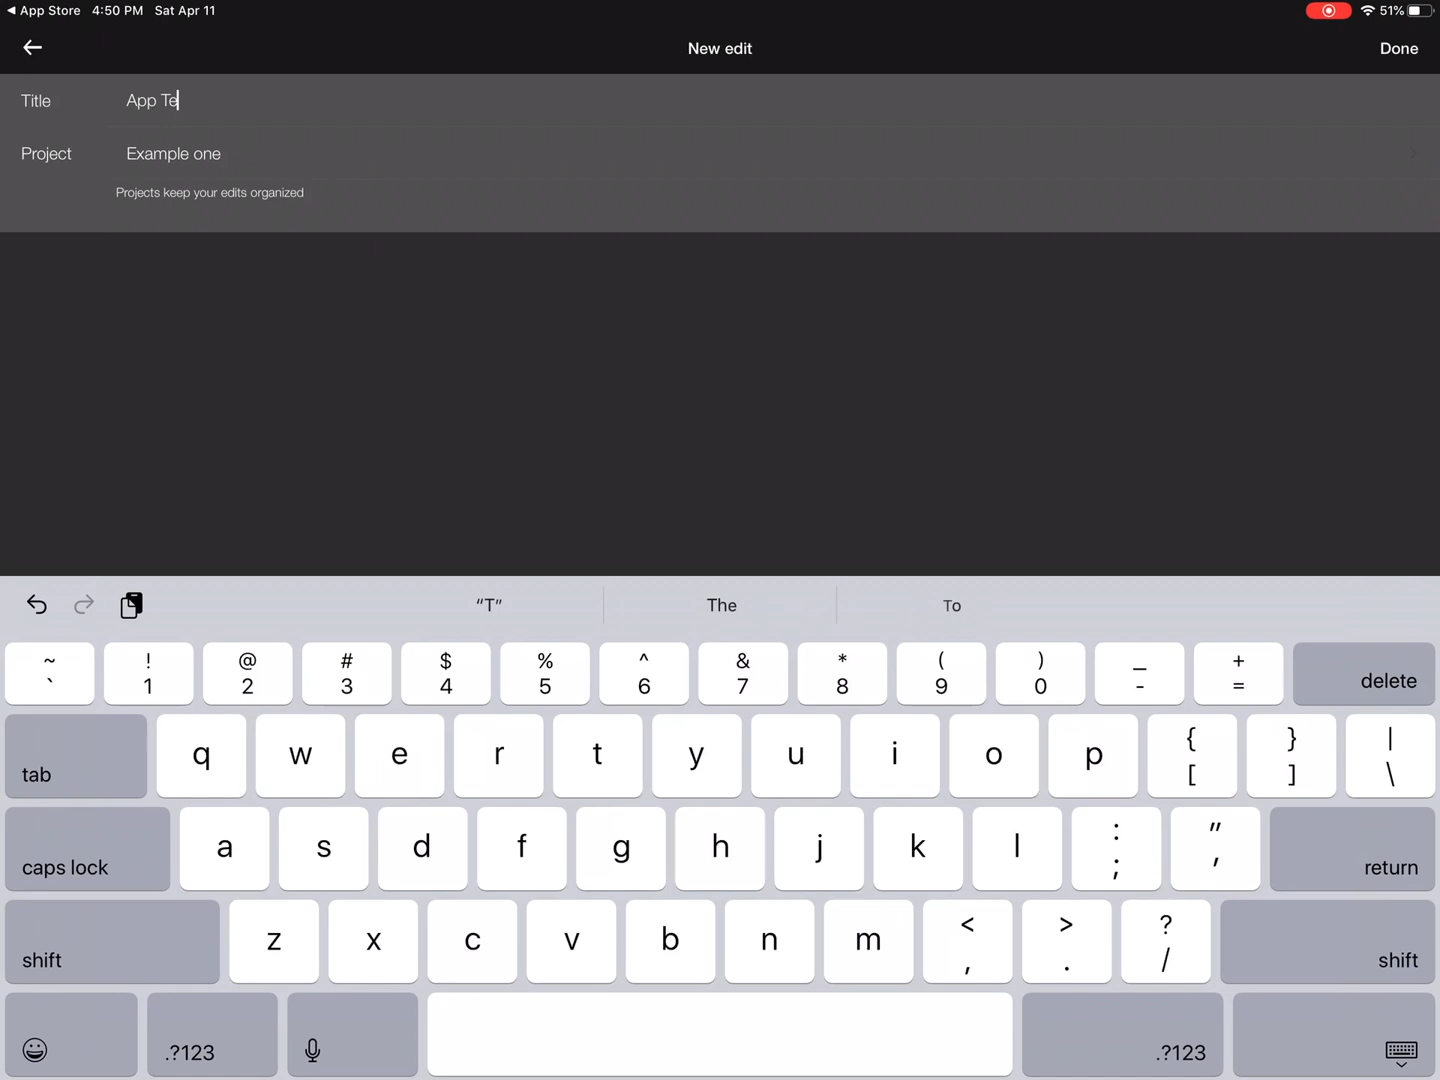 ◀ App Store 4:50 PM Sat Apr 11 51%
New edit
Done
Title App Te
Project Example one
Projects keep your edits organized
“T” The To
~ ! @ # $ % ^ & * ( ) _ +
` 1 2 3 4 5 6 7 8 9 0 - = delete
tab q w e r t y u i o p { [ } ] | \
caps lock a s d f g h j k l : ; " ' return
shift z x c v b n m < , > . ? / shift
.?123 .?123